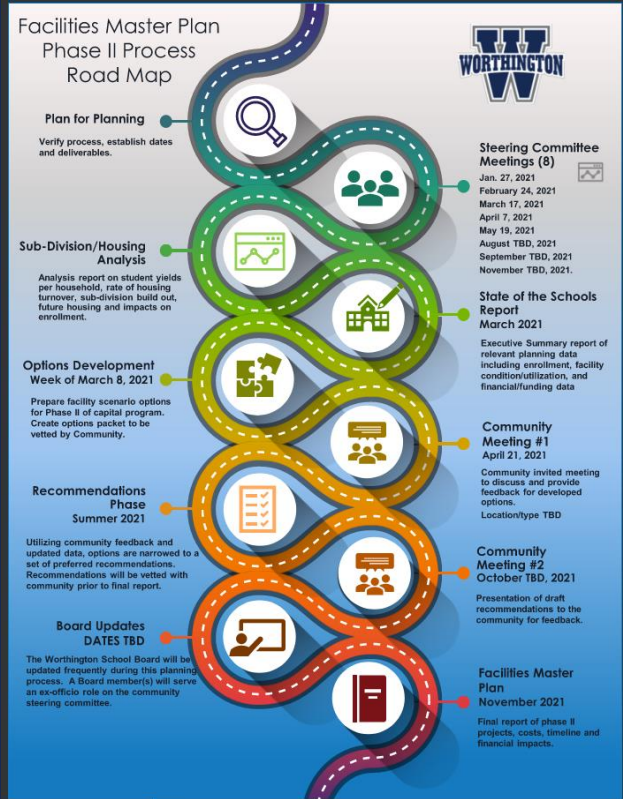 Facilities Master Plan
Phase II Process
Road Map
W
WORTHINGTON
Plan for Planning
Verify process, establish dates
and deliverables.
Steering Committee
Meetings (8)
Jan. 27, 2021
February 24, 2021
March 17, 2021
April 7, 2021
May 19, 2021
August TBD, 2021
September TBD, 2021
November TBD, 2021.
Sub-Division/Housing
Analysis
Analysis report on student yields
per household, rate of housing
turnover, sub-division build out,
future housing and impacts on
enrollment.
State of the Schools
Report
March 2021
Executive Summary report of
relevant planning data
including enrollment, facility
condition/utilization, and
financial/funding data
Options Development
Week of March 8, 2021
Prepare facility scenario options
for Phase II of capital program.
Create options packet to be
vetted by Community.
Community
Meeting #1
April 21, 2021
Community invited meeting
to discuss and provide
feedback for developed
options.
Location/type TBD
Recommendations
Phase
Summer 2021
Utilizing community feedback and
updated data, options are narrowed to a
set of preferred recommendations.
Recommendations will be vetted with
community prior to final report.
Community
Meeting #2
October TBD, 2021
Presentation of draft
recommendations to the
community for feedback.
Board Updates
DATES TBD
The Worthington School Board will be
updated frequently during this planning
process. A Board member(s) will serve
an ex-officio role on the community
steering committee.
Facilities Master
Plan
November 2021
Final report of phase II
projects, costs, timeline and
financial impacts.